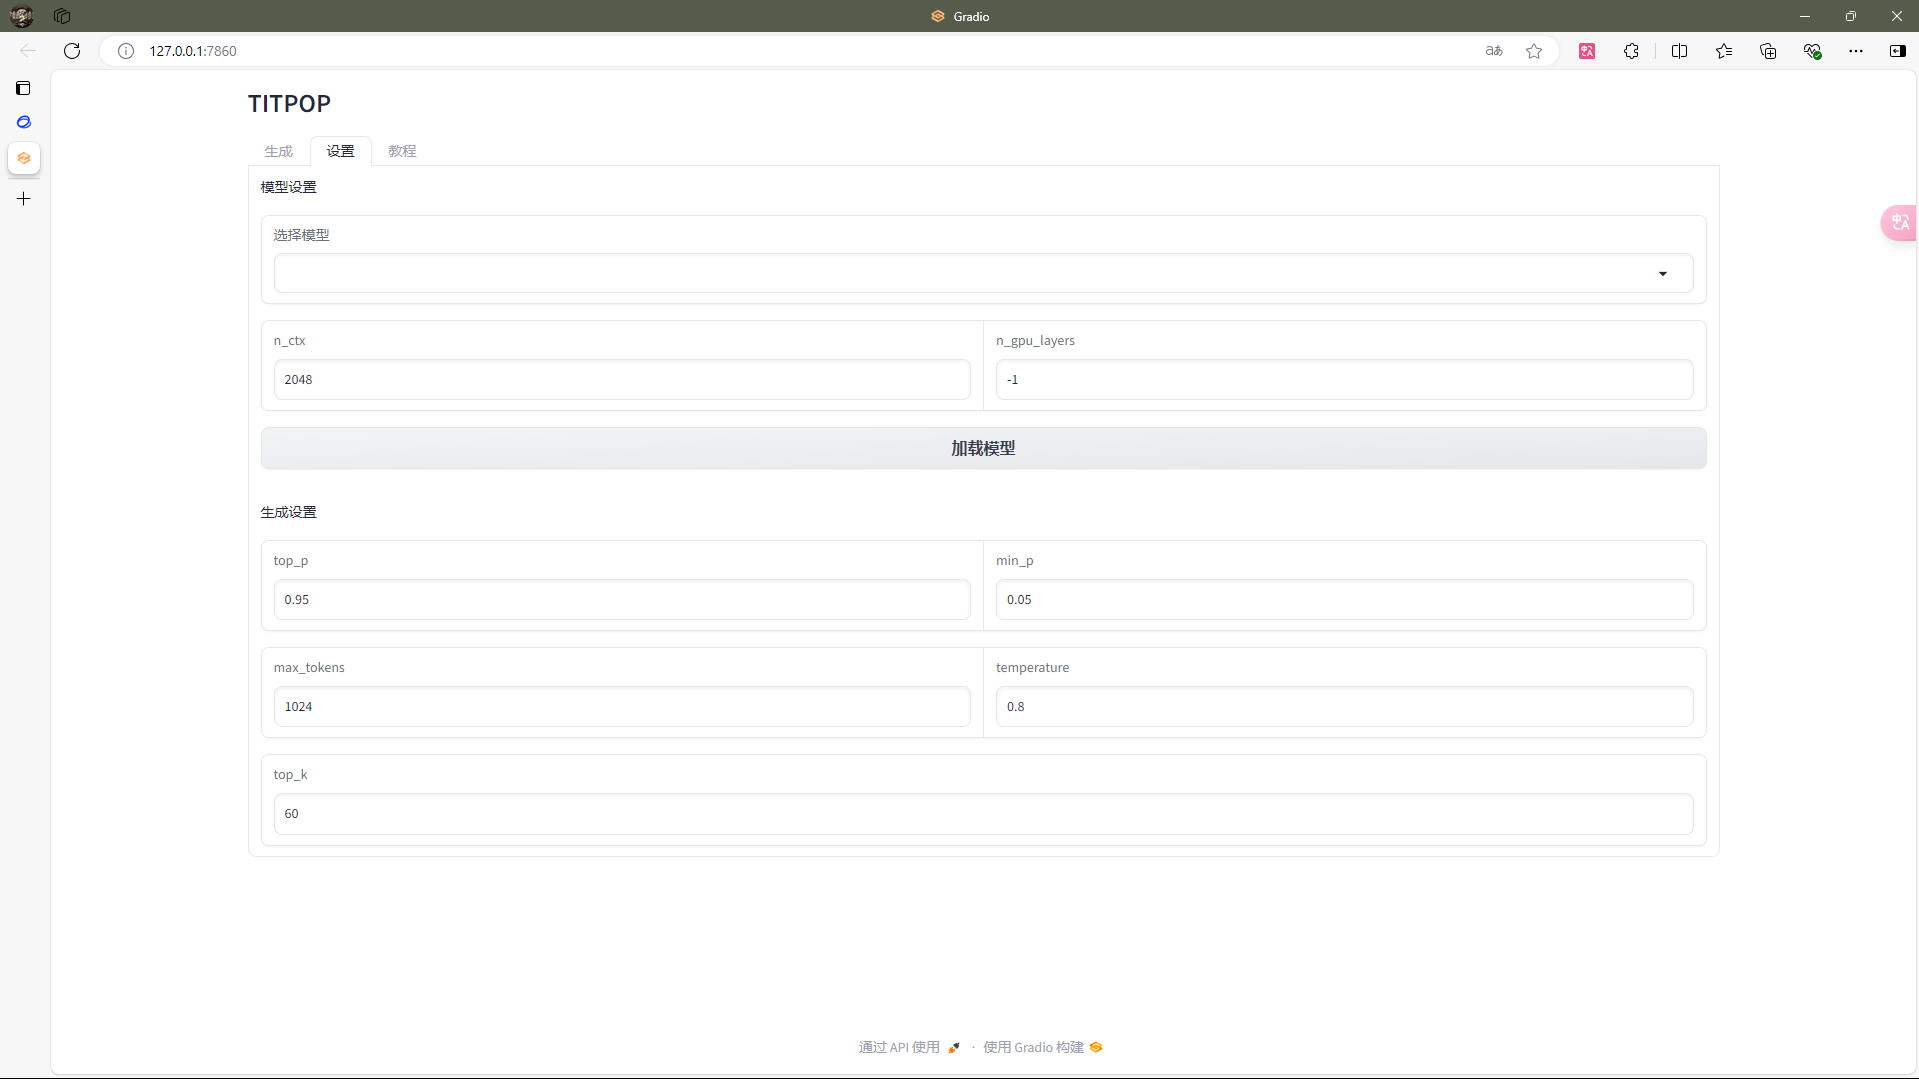 Gradio
127.0.0.1:7860
TITPOP
生成 设置 教程
模型设置
选择模型
n_ctx n_gpu_layers
2048 -1
加载模型
生成设置
top_p min_p
0.95 0.05
max_tokens temperature
1024 0.8
top_k
60
通过 API 使用 · 使用 Gradio 构建